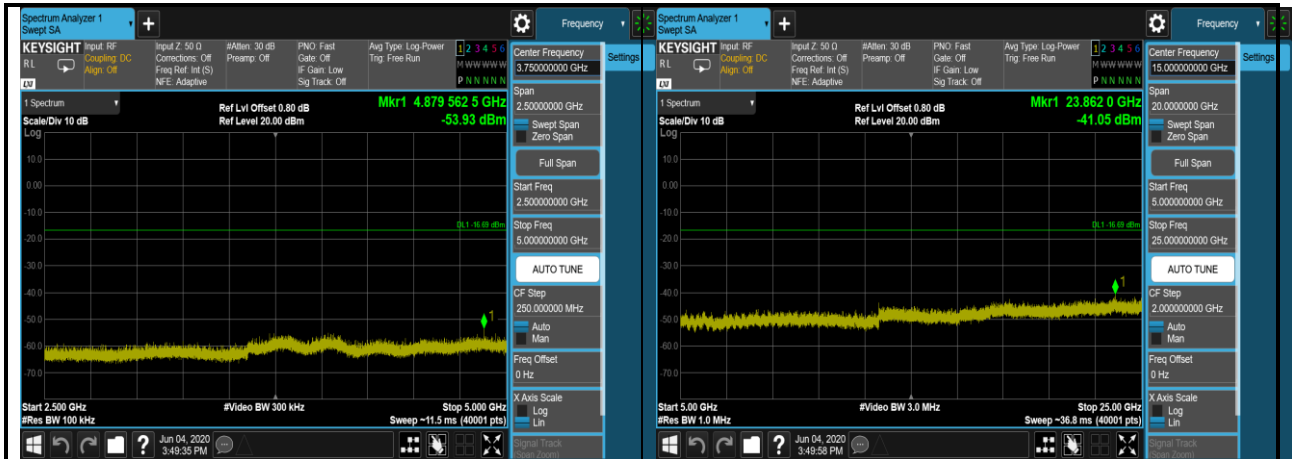 Spectrum Analyzer 1
Swept SA
Frequency
KEYSIGHT
RL
LXI
Input: RF
Coupling: DC
Align: Off
Input Z: 50 Ω
Corrections: Off
Freq Ref: Int (S)
NFE: Adaptive
#Atten: 30 dB
Preamp: Off
PNO: Fast
Gate: Off
IF Gain: Low
Sig Track: Off
Avg Type: Log-Power
Trig: Free Run
1 2 3 4 5 6
M W W W W W
P N N N N N
Center Frequency
3.750000000 GHz
Settings
1 Spectrum
Scale/Div 10 dB
Ref Lvl Offset 0.80 dB
Ref Level 20.00 dBm
Mkr1 4.879 562 5 GHz
-53.93 dBm
Log
10.0
0.00
-10.0
-20.0
-30.0
-40.0
-50.0
-60.0
-70.0
DL1 -16.69 dBm
1
Start 2.500 GHz
#Res BW 100 kHz
#Video BW 300 kHz
Stop 5.000 GHz
Sweep ~11.5 ms (40001 pts)
Span
2.50000000 GHz
Swept Span
Zero Span
Full Span
Start Freq
2.500000000 GHz
Stop Freq
5.000000000 GHz
AUTO TUNE
CF Step
250.000000 MHz
Auto
Man
Freq Offset
0 Hz
X Axis Scale
Log
Lin
Signal Track
(Span Zoom)
?
Jun 04, 2020
3:49:35 PM
Spectrum Analyzer 1
Swept SA
Frequency
KEYSIGHT
RL
LXI
Input: RF
Coupling: DC
Align: Off
Input Z: 50 Ω
Corrections: Off
Freq Ref: Int (S)
NFE: Adaptive
#Atten: 30 dB
Preamp: Off
PNO: Fast
Gate: Off
IF Gain: Low
Sig Track: Off
Avg Type: Log-Power
Trig: Free Run
1 2 3 4 5 6
M W W W W W
P N N N N N
Center Frequency
15.000000000 GHz
Settings
1 Spectrum
Scale/Div 10 dB
Ref Lvl Offset 0.80 dB
Ref Level 20.00 dBm
Mkr1 23.862 0 GHz
-41.05 dBm
Log
10.0
0.00
-10.0
-20.0
-30.0
-40.0
-50.0
-60.0
-70.0
DL1 -16.69 dBm
1
Start 5.00 GHz
#Res BW 1.0 MHz
#Video BW 3.0 MHz
Stop 25.00 GHz
Sweep ~36.8 ms (40001 pts)
Span
20.0000000 GHz
Swept Span
Zero Span
Full Span
Start Freq
5.000000000 GHz
Stop Freq
25.000000000 GHz
AUTO TUNE
CF Step
2.000000000 GHz
Auto
Man
Freq Offset
0 Hz
X Axis Scale
Log
Lin
Signal Track
(Span Zoom)
?
Jun 04, 2020
3:49:58 PM